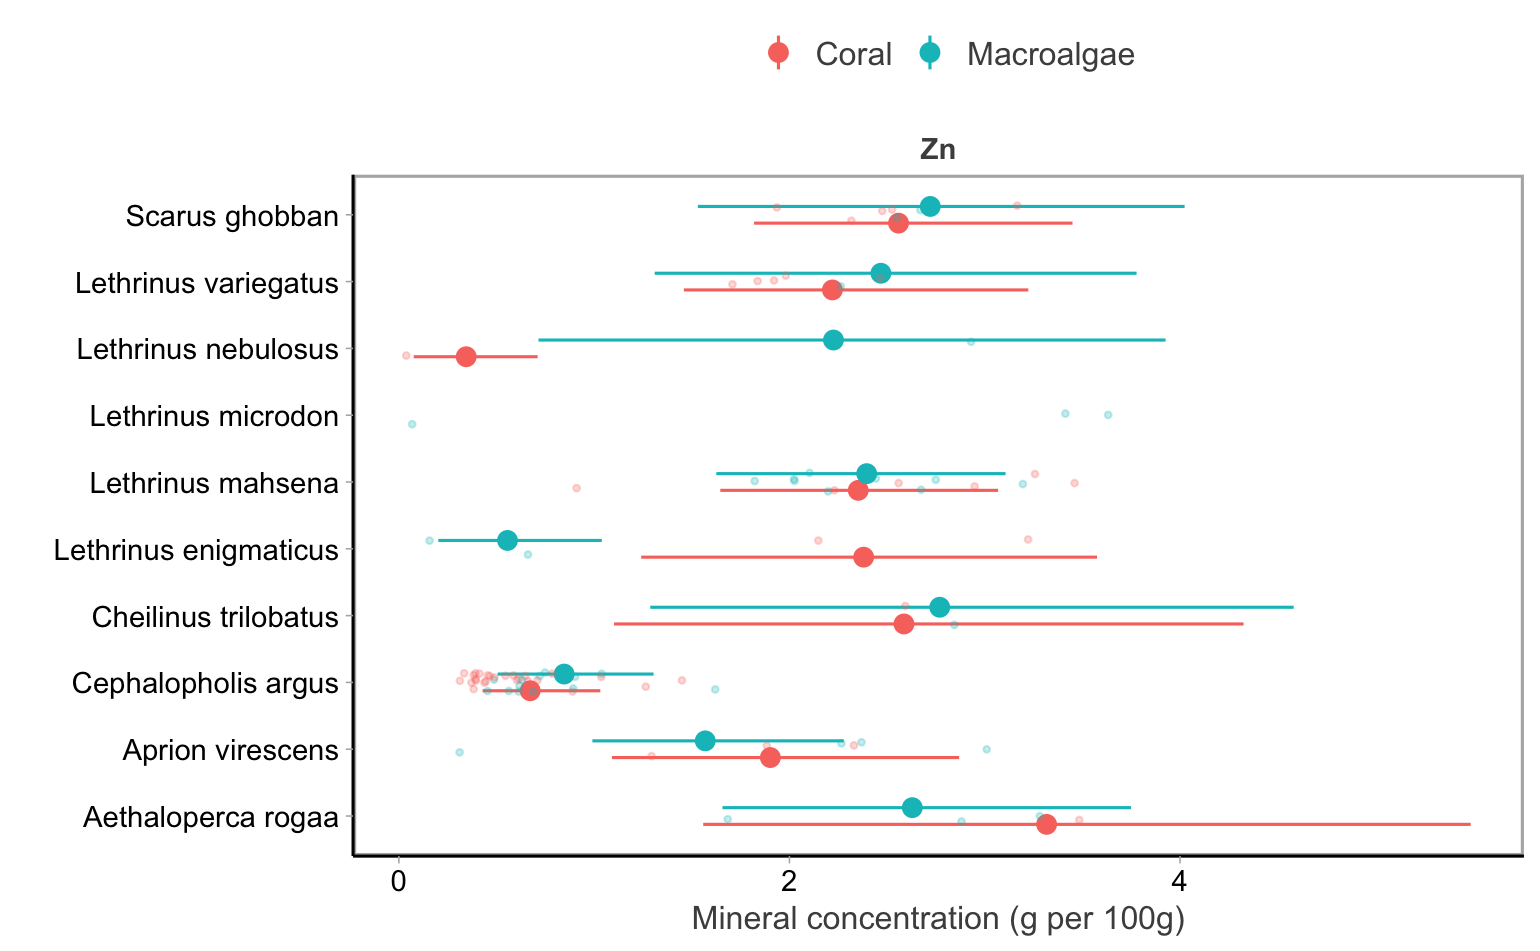 Coral Macroalgae
Zn
Scarus ghobban
Lethrinus variegatus
Lethrinus nebulosus
Lethrinus microdon
Lethrinus mahsena
Lethrinus enigmaticus
Cheilinus trilobatus
Cephalopholis argus
Aprion virescens
Aethaloperca rogaa
0 2 4
Mineral concentration (g per 100g)